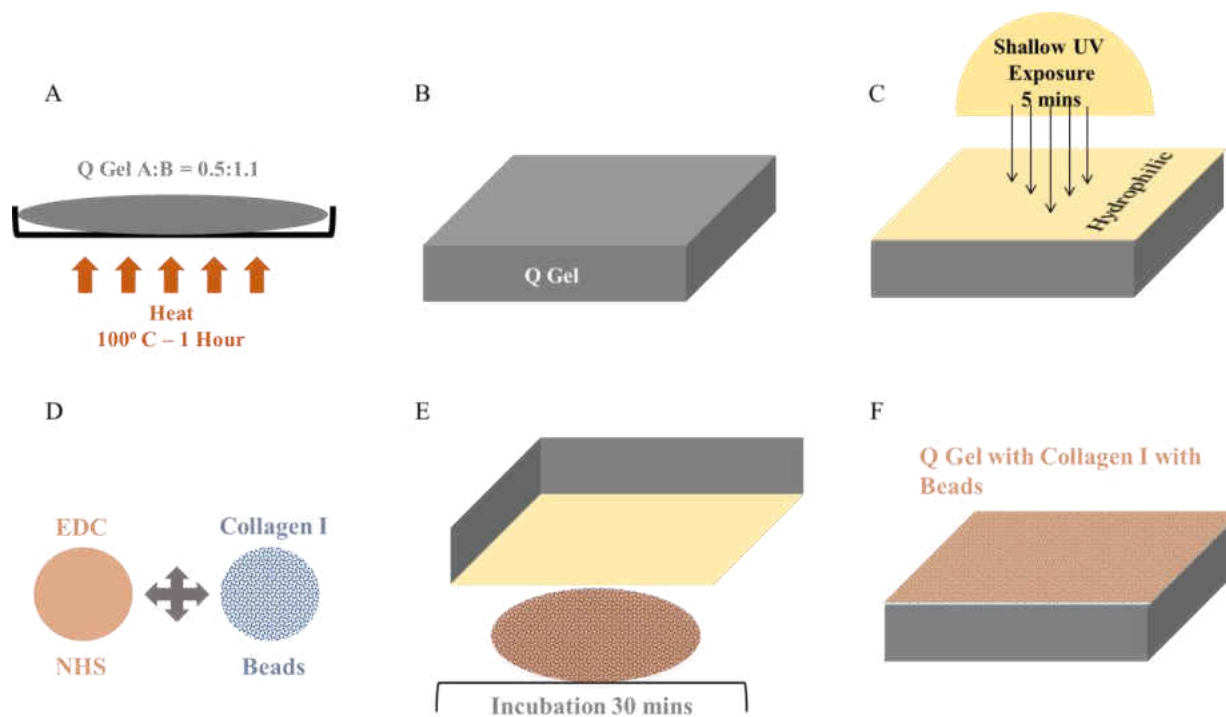 A
Q Gel A:B = 0.5:1.1
Heat
100⁰ C – 1 Hour
B
Q Gel
C
Shallow UV
Exposure
5 mins
Hydrophilic
D
EDC
NHS
Collagen I
Beads
E
Incubation 30 mins
F
Q Gel with Collagen I with
Beads